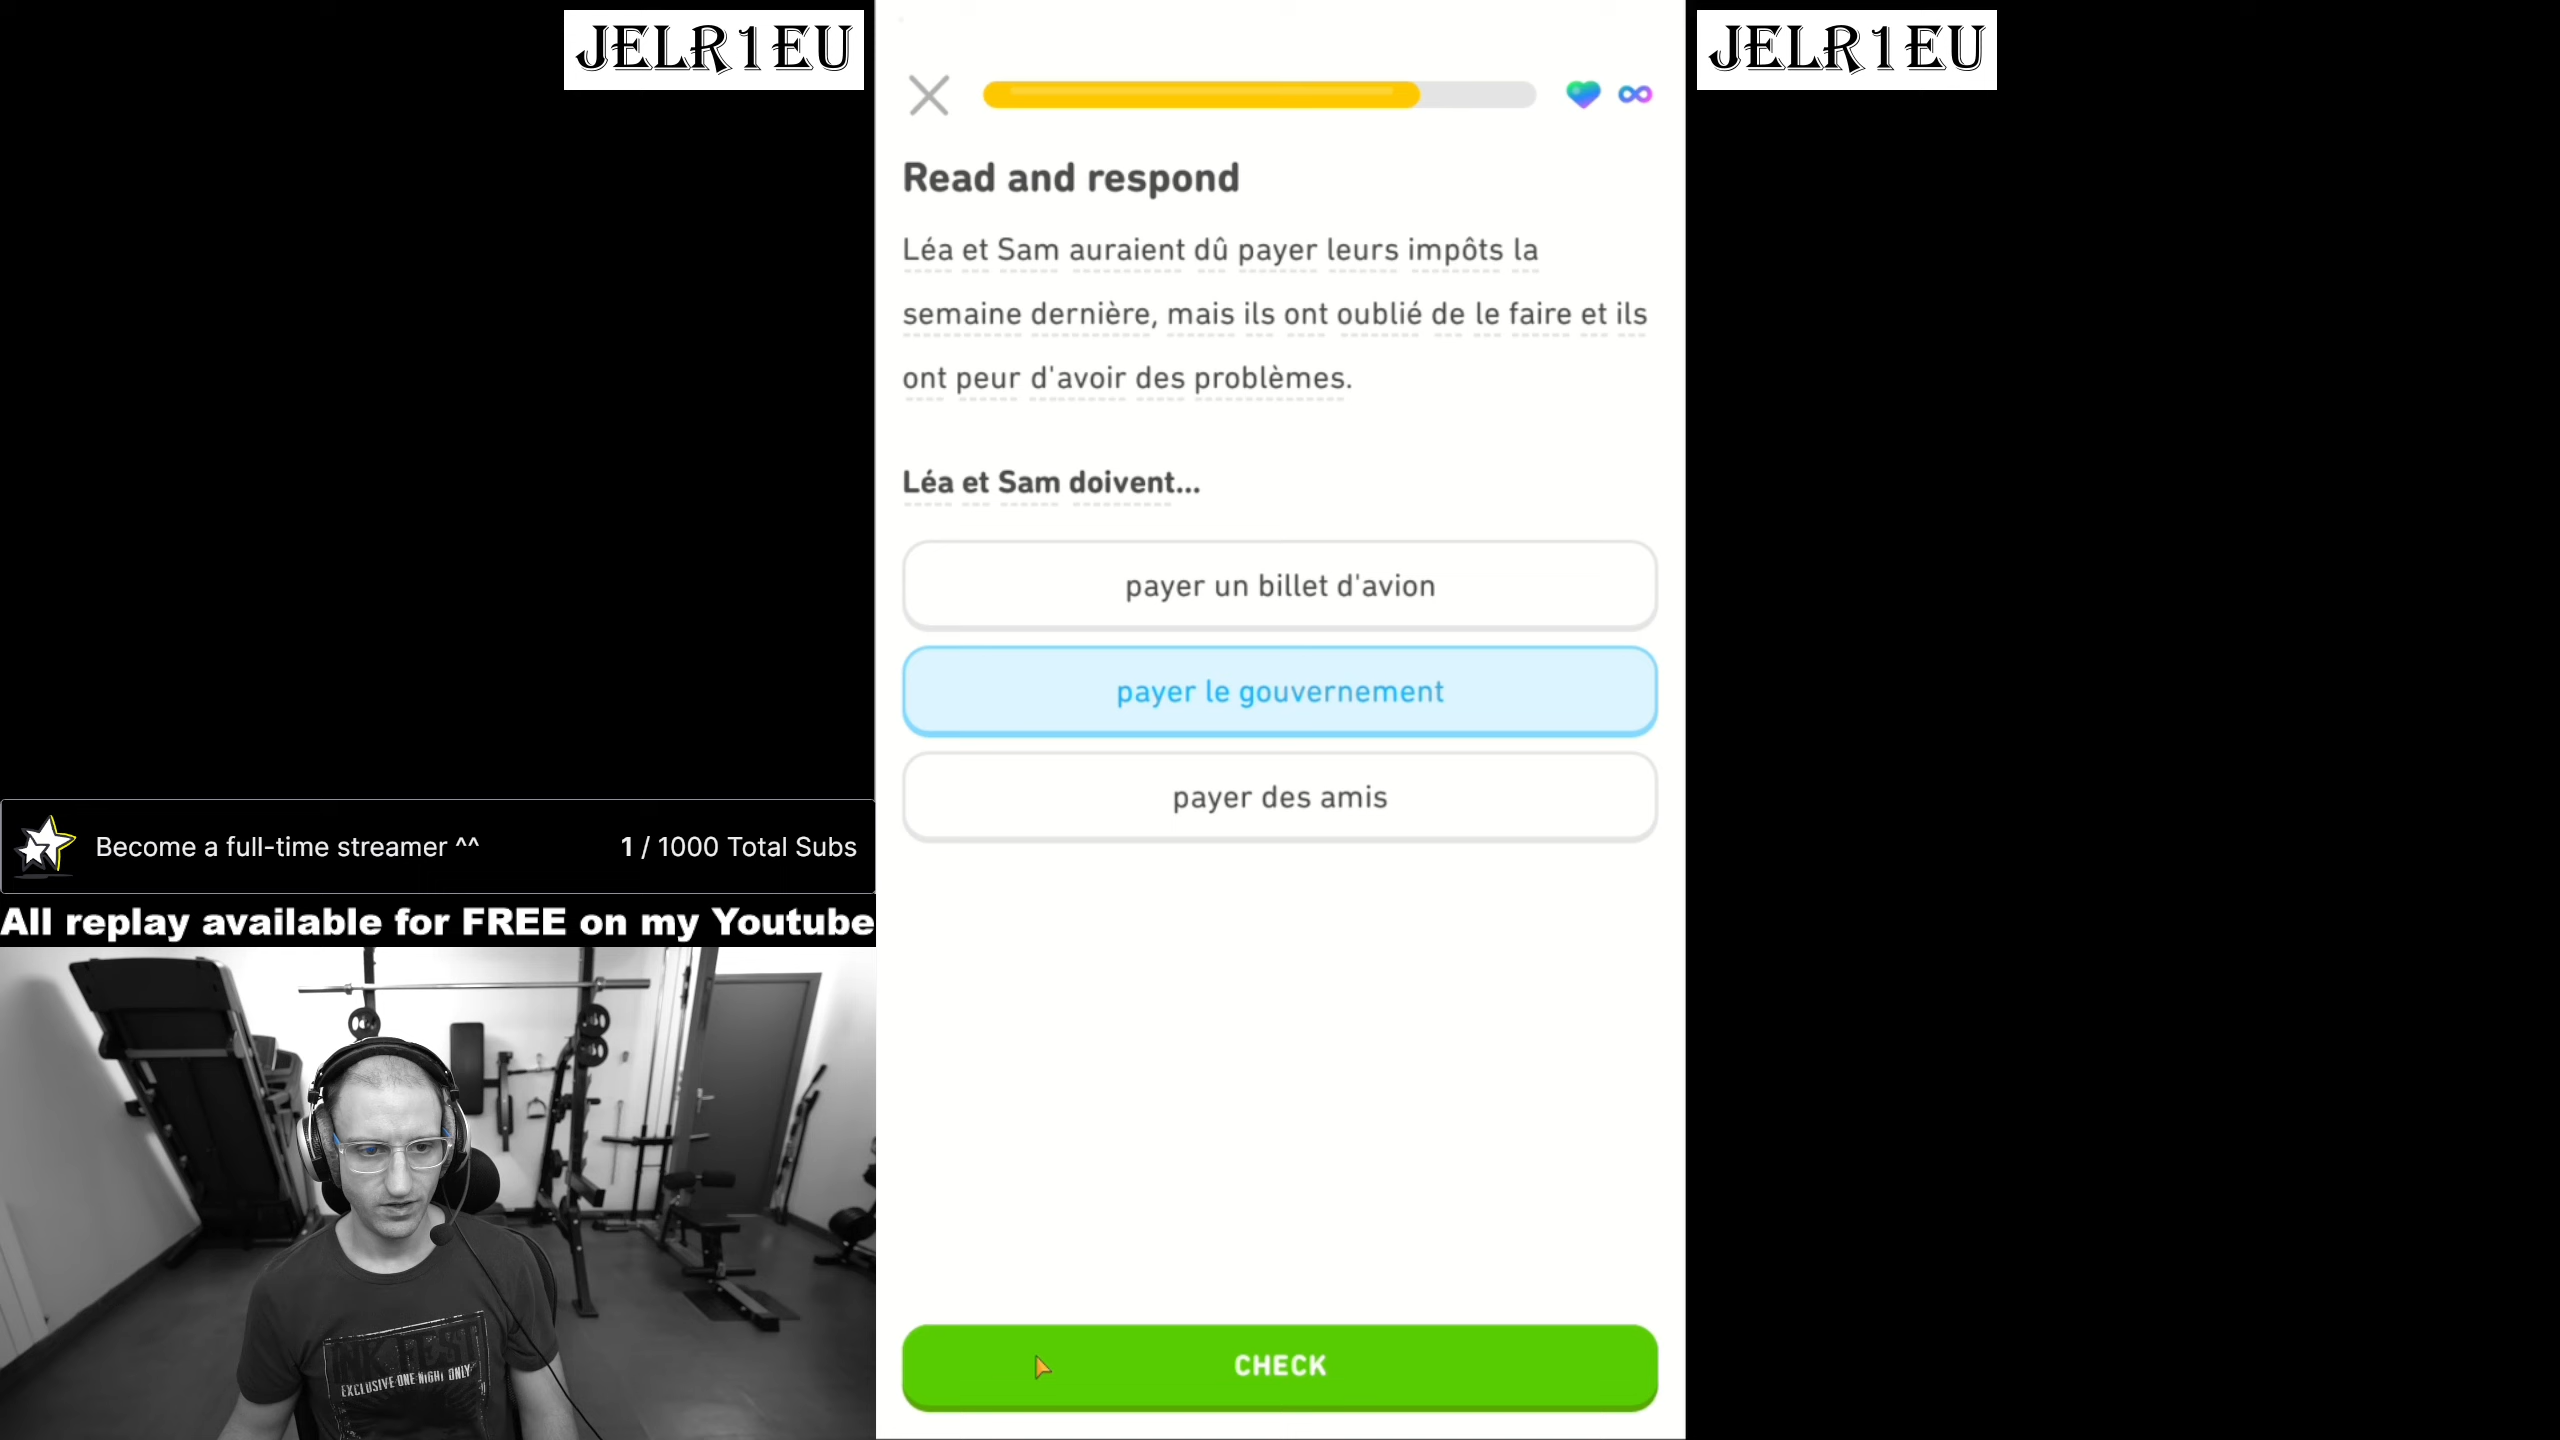 JELR1EU
JELR1EU
Read and respond
Léa et Sam auraient dû payer leurs impôts la
semaine dernière, mais ils ont oublié de le faire et ils
ont peur d'avoir des problèmes.
Léa et Sam doivent...
payer un billet d'avion
payer le gouvernement
payer des amis
CHECK
Become a full-time streamer ^^
1 / 1000 Total Subs
All replay available for FREE on my Youtube
EXCLUSIVE ONE NIGHT ONLY